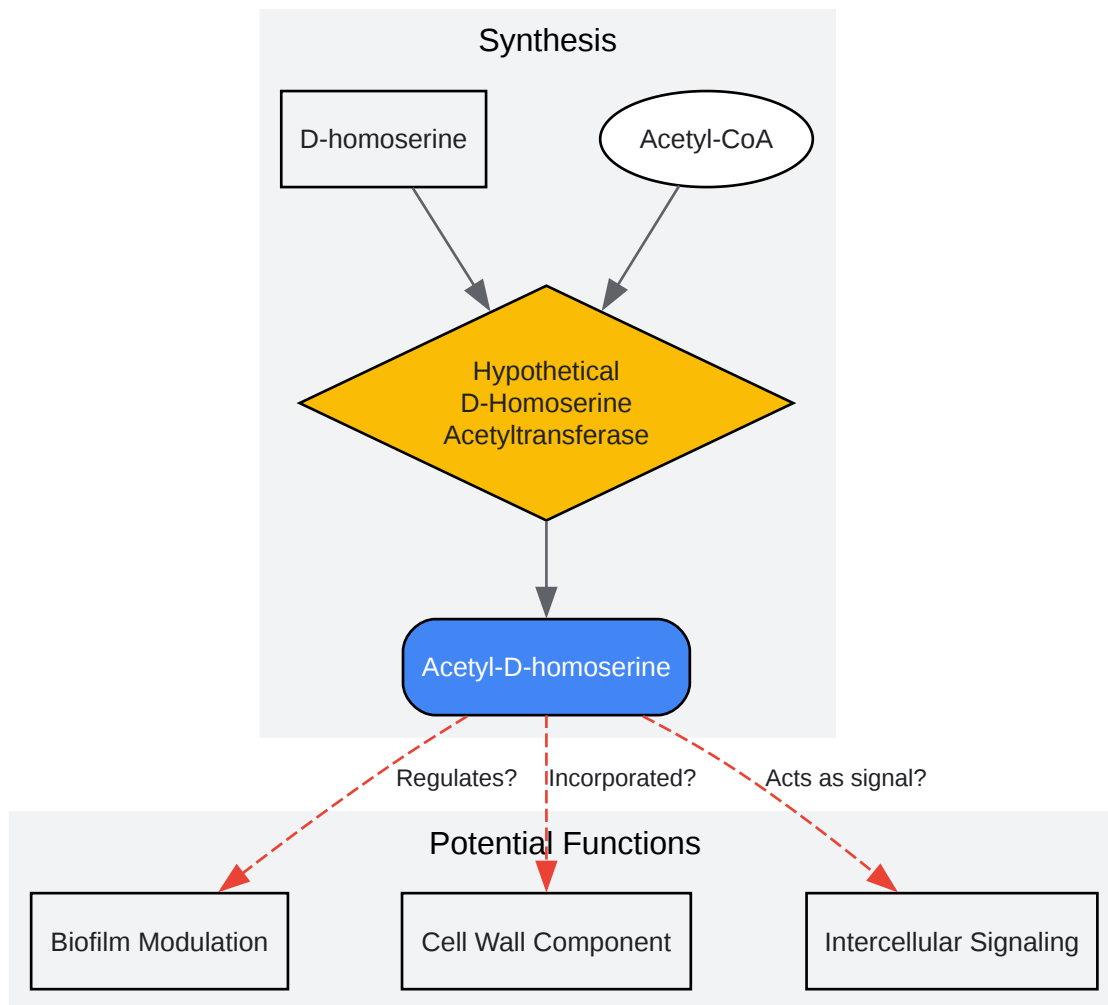 Synthesis
D-homoserine
Acetyl-CoA
Hypothetical
D-Homoserine
Acetyltransferase
Acetyl-D-homoserine
Regulates?
Incorporated?
Acts as signal?
Potential Functions
Biofilm Modulation
Cell Wall Component
Intercellular Signaling